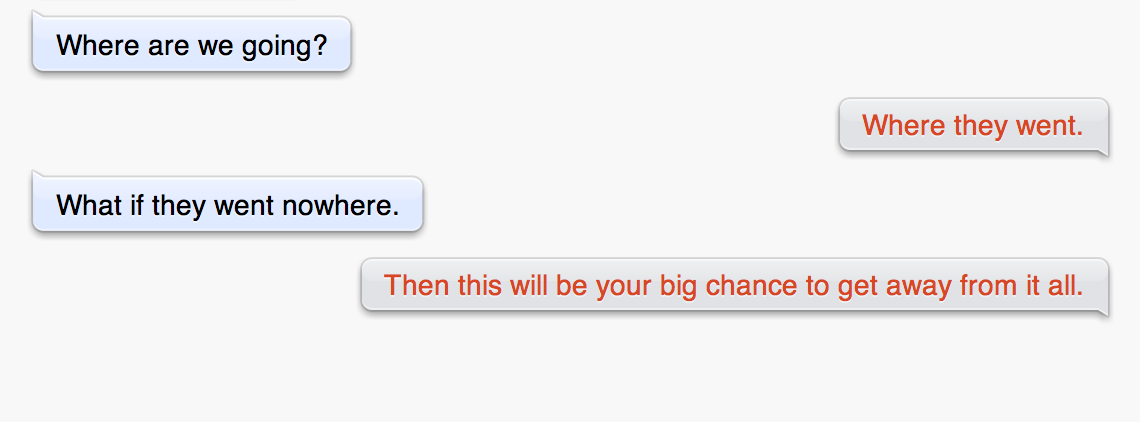 Where are we going?
Where they went.
What if they went nowhere.
Then this will be your big chance to get away from it all.